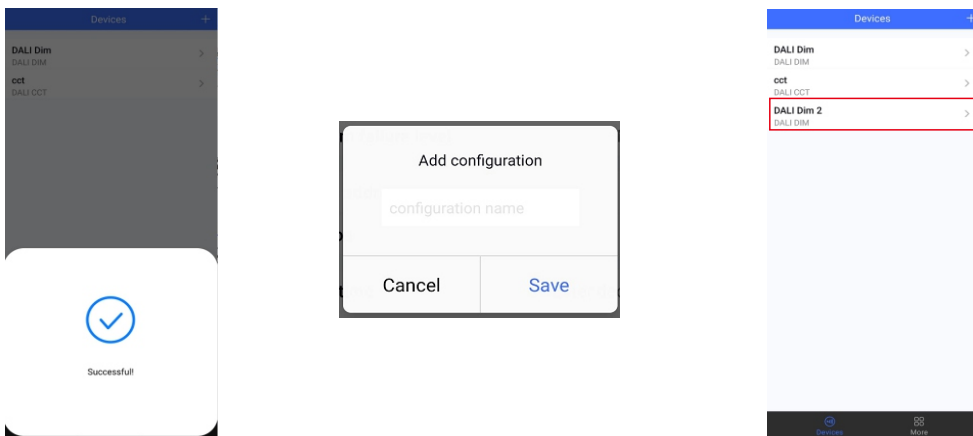 Devices
+
DALI Dim
DALI DIM
cct
DALI CCT
Successful!
Add configuration
configuration name
Cancel
Save
Devices
+
DALI Dim
DALI DIM
cct
DALI CCT
DALI Dim 2
DALI DIM
Devices
More